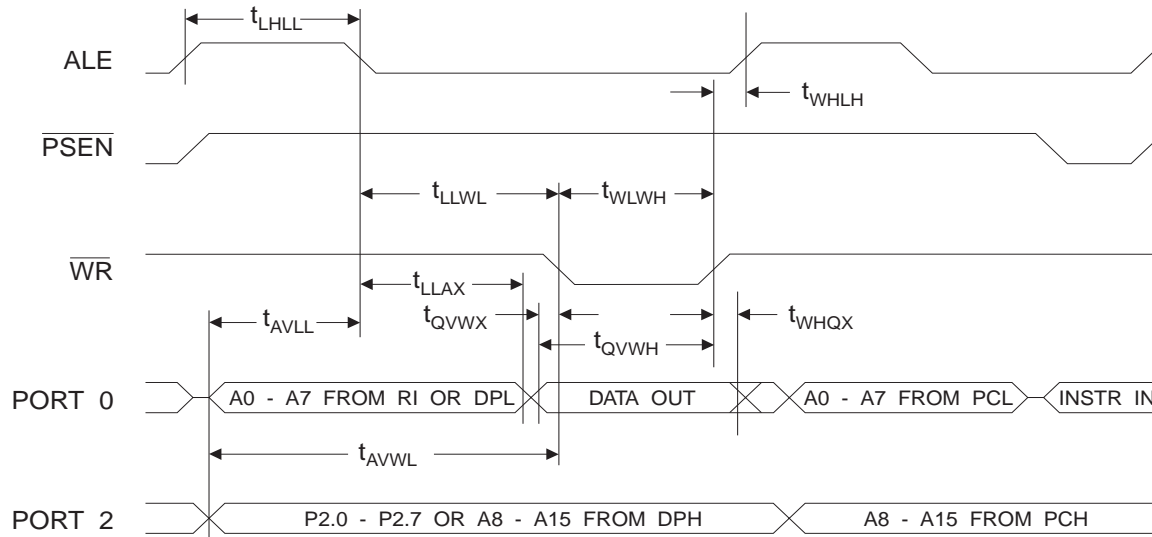 tLHLL
ALE
tWHLH
PSEN
tLLWL
tWLWH
WR
tLLAX
tQVWX
tWHQX
tAVLL
tQVWH
PORT 0
A0 - A7 FROM RI OR DPL
DATA OUT
A0 - A7 FROM PCL
INSTR IN
tAVWL
PORT 2
P2.0 - P2.7 OR A8 - A15 FROM DPH
A8 - A15 FROM PCH